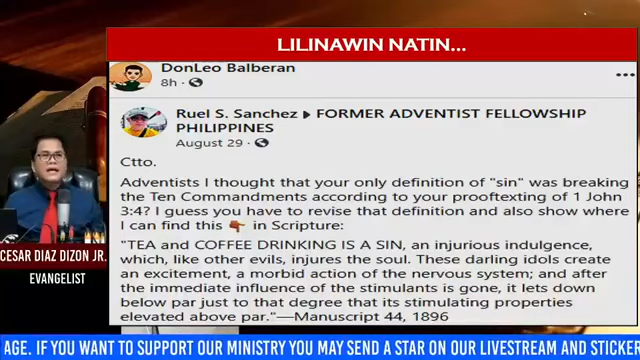 LILINAWIN NATIN...
DonLeo Balberan
8h
Ruel S. Sanchez ▸ FORMER ADVENTIST FELLOWSHIP
PHILIPPINES
August 29
Ctto.
Adventists I thought that your only definition of "sin" was breaking
the Ten Commandments according to your prooftexting of 1 John
3:4? I guess you have to revise that definition and also show where
I can find this 👇 in Scripture:
"TEA and COFFEE DRINKING IS A SIN, an injurious indulgence,
which, like other evils, injures the soul. These darling idols create
an excitement, a morbid action of the nervous system; and after
the immediate influence of the stimulants is gone, it lets down
below par just to that degree that its stimulating properties
elevated above par."—Manuscript 44, 1896
CESAR DIAZ DIZON JR.
EVANGELIST
AGE. IF YOU WANT TO SUPPORT OUR MINISTRY YOU MAY SEND A STAR ON OUR LIVESTREAM AND STICKER